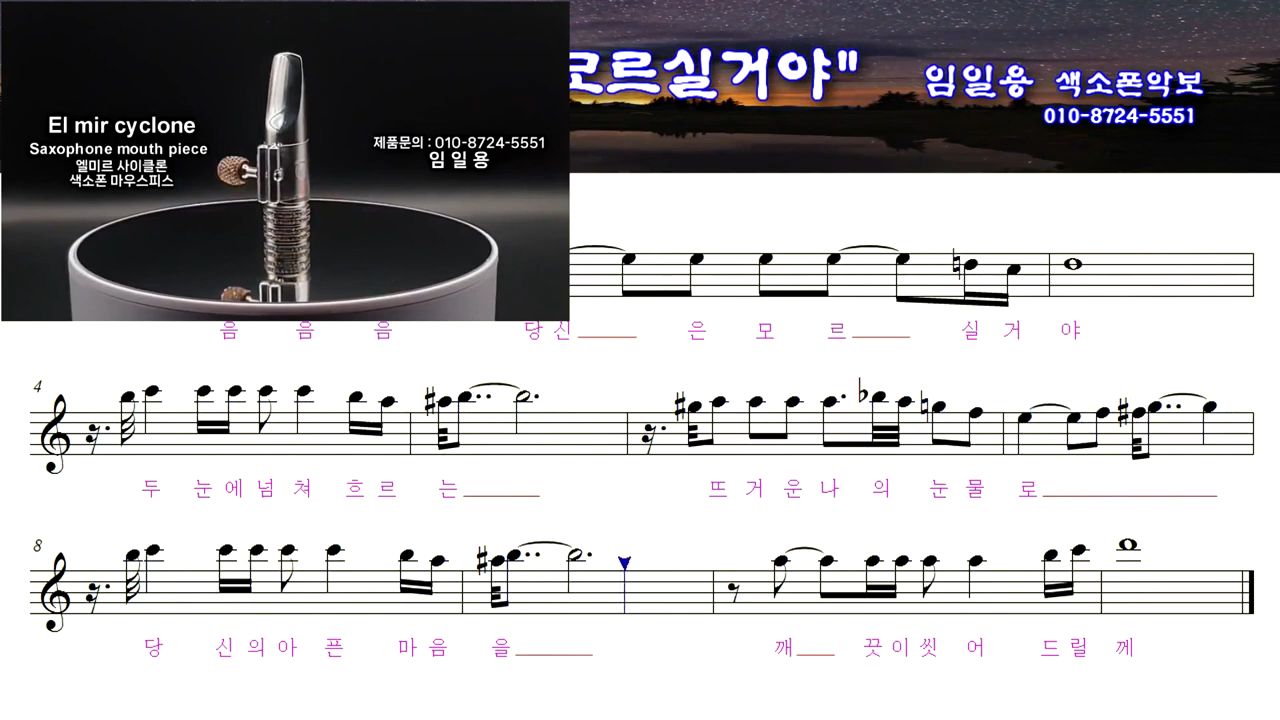 El mir cyclone
Saxophone mouth piece
엘미르 사이클론
색소폰 마우스피스
제품문의 : 010-8724-5551
임 일 용
르실거야"
임일용 색소폰악보
010-8724-5551
음 음 음 당신 은 모 르 실 거 야
4
두 눈에넘 쳐 흐르 는 뜨 거 운 나 의 눈 물 로
8
당 신의아 픈 마음 을 깨 끗이씻 어 드릴 께